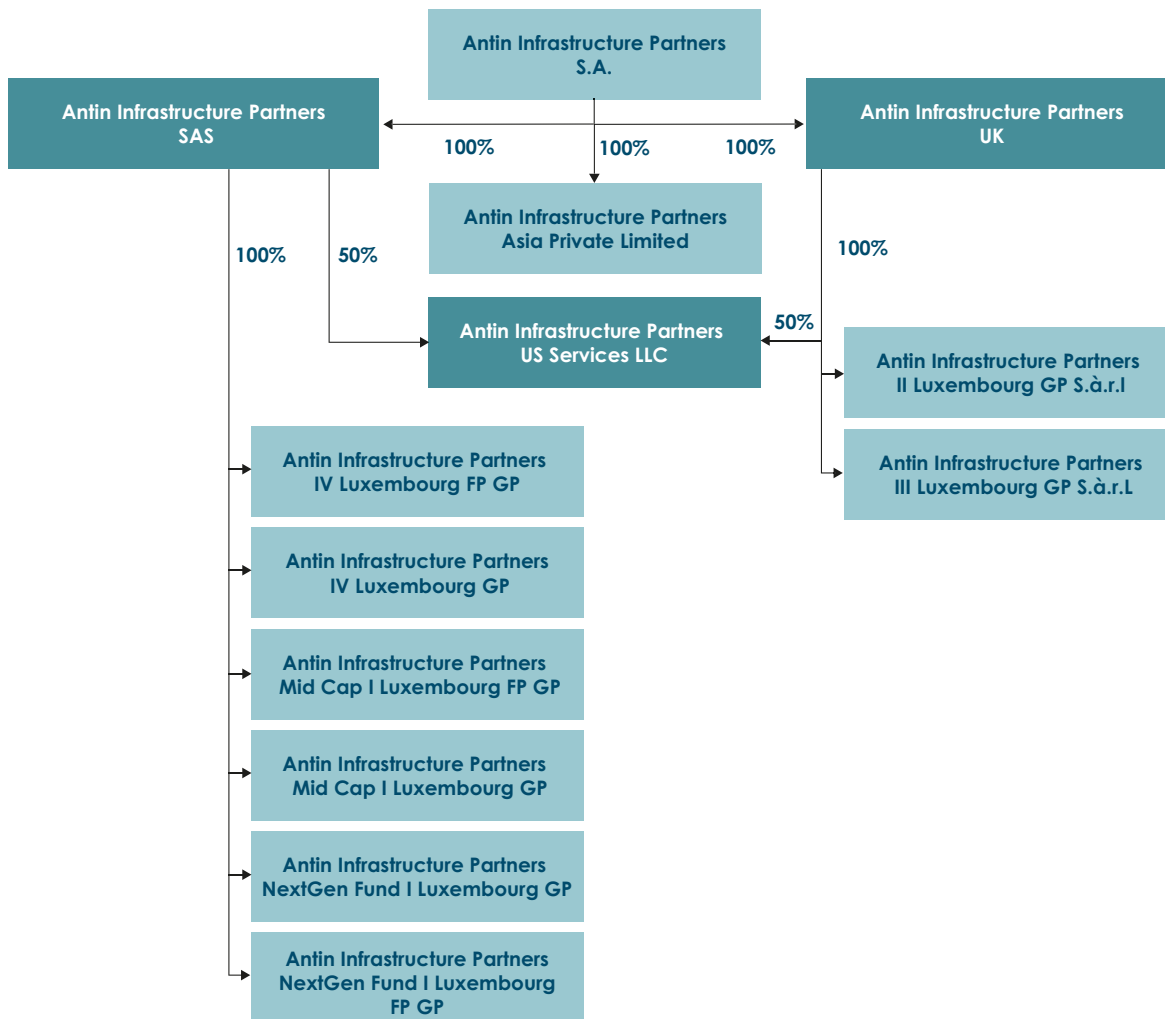 Antin Infrastructure Partners
S.A.
Antin Infrastructure Partners
SAS
Antin Infrastructure Partners
UK
100%
100%
100%
Antin Infrastructure Partners
Asia Private Limited
100%
50%
100%
Antin Infrastructure Partners
US Services LLC
50%
Antin Infrastructure Partners
II Luxembourg GP S.à.r.l
Antin Infrastructure Partners
III Luxembourg GP S.à.r.L
Antin Infrastructure Partners
IV Luxembourg FP GP
Antin Infrastructure Partners
IV Luxembourg GP
Antin Infrastructure Partners
Mid Cap I Luxembourg FP GP
Antin Infrastructure Partners
Mid Cap I Luxembourg GP
Antin Infrastructure Partners
NextGen Fund I Luxembourg GP
Antin Infrastructure Partners
NextGen Fund I Luxembourg
FP GP